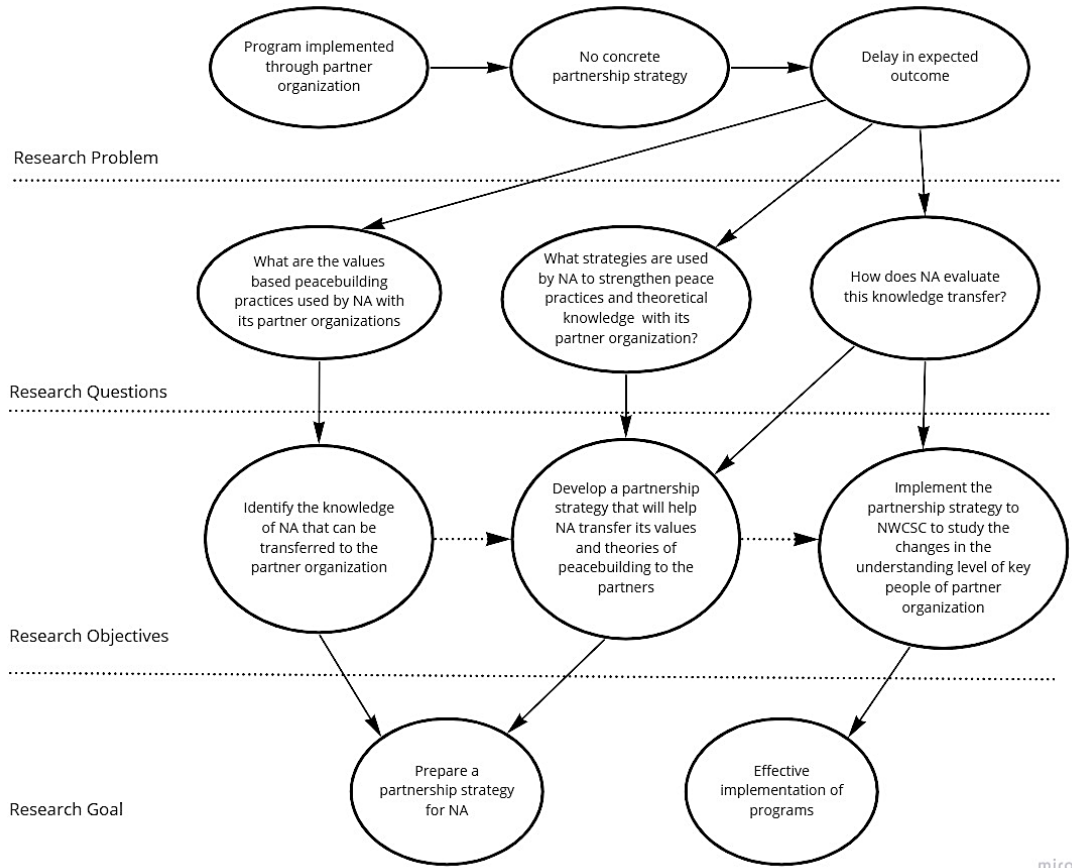 Program implemented
through partner
organization
No concrete
partnership strategy
Delay in expected
outcome
Research Problem
What are the values
based peacebuilding
practices used by NA with
its partner organizations
What strategies are used
by NA to strengthen peace
practices and theoretical
knowledge with its
partner organization?
How does NA evaluate
this knowledge transfer?
Research Questions
Identify the knowledge
of NA that can be
transferred to the
partner organization
Develop a partnership
strategy that will help
NA transfer its values
and theories of
peacebuilding to the
partners
Implement the
partnership strategy to
NWCSC to study the
changes in the
understanding level of key
people of partner
organization
Research Objectives
Prepare a
partnership strategy
for NA
Effective
implementation of
programs
Research Goal
miro